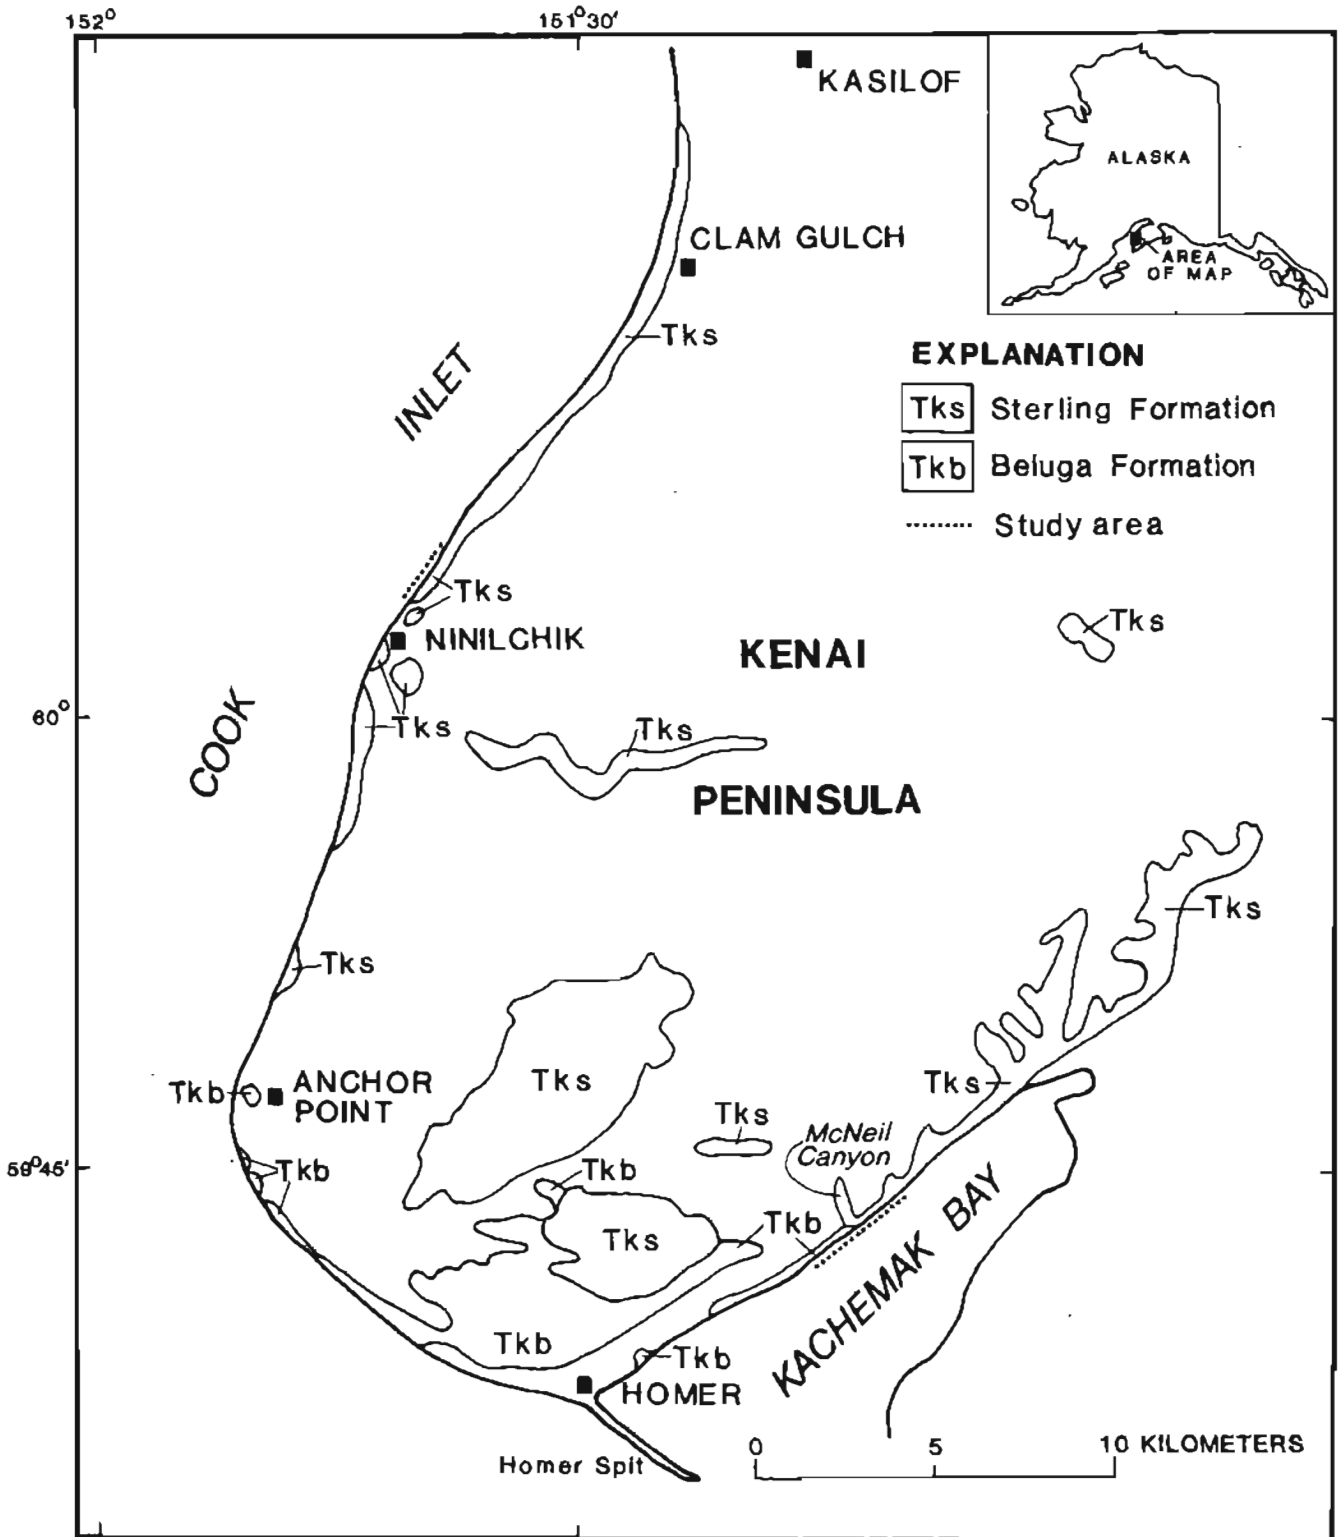 152° 151°30'
KASILOF
ALASKA
AREA
OF MAP
CLAM GULCH
Tks
INLET
EXPLANATION
Tks Sterling Formation
Tkb Beluga Formation
Study area
Tks
NINILCHIK
KENAI
Tks
60°
COOK
Tks
Tks
PENINSULA
Tks
Tks
Tkb
ANCHOR
POINT
Tks
Tks
Tks
McNeil
Canyon
59°45'
Tkb
Tkb
Tks
Tkb
KACHEMAK BAY
Tkb
Tkb
HOMER
Homer Spit
0 5 10 KILOMETERS